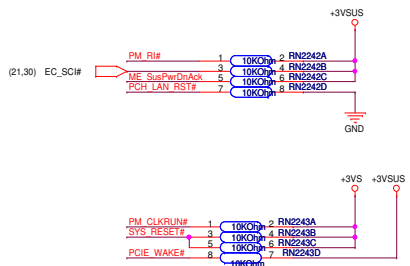 +3VSUS
PM_RI# 1 10KOhm 2 RN2242A
(21,30) EC_SCI# 3 10KOhm 4 RN2242B
ME_SusPwrDnAck 5 10KOhm 6 RN2242C
PCH_LAN_RST# 7 10KOhm 8 RN2242D
GND
+3VS +3VSUS
PM_CLKRUN# 1 10KOhm 2 RN2243A
SYS_RESET# 3 10KOhm 4 RN2243B
5 10KOhm 6 RN2243C
PCIE_WAKE# 8 10KOhm 7 RN2243D